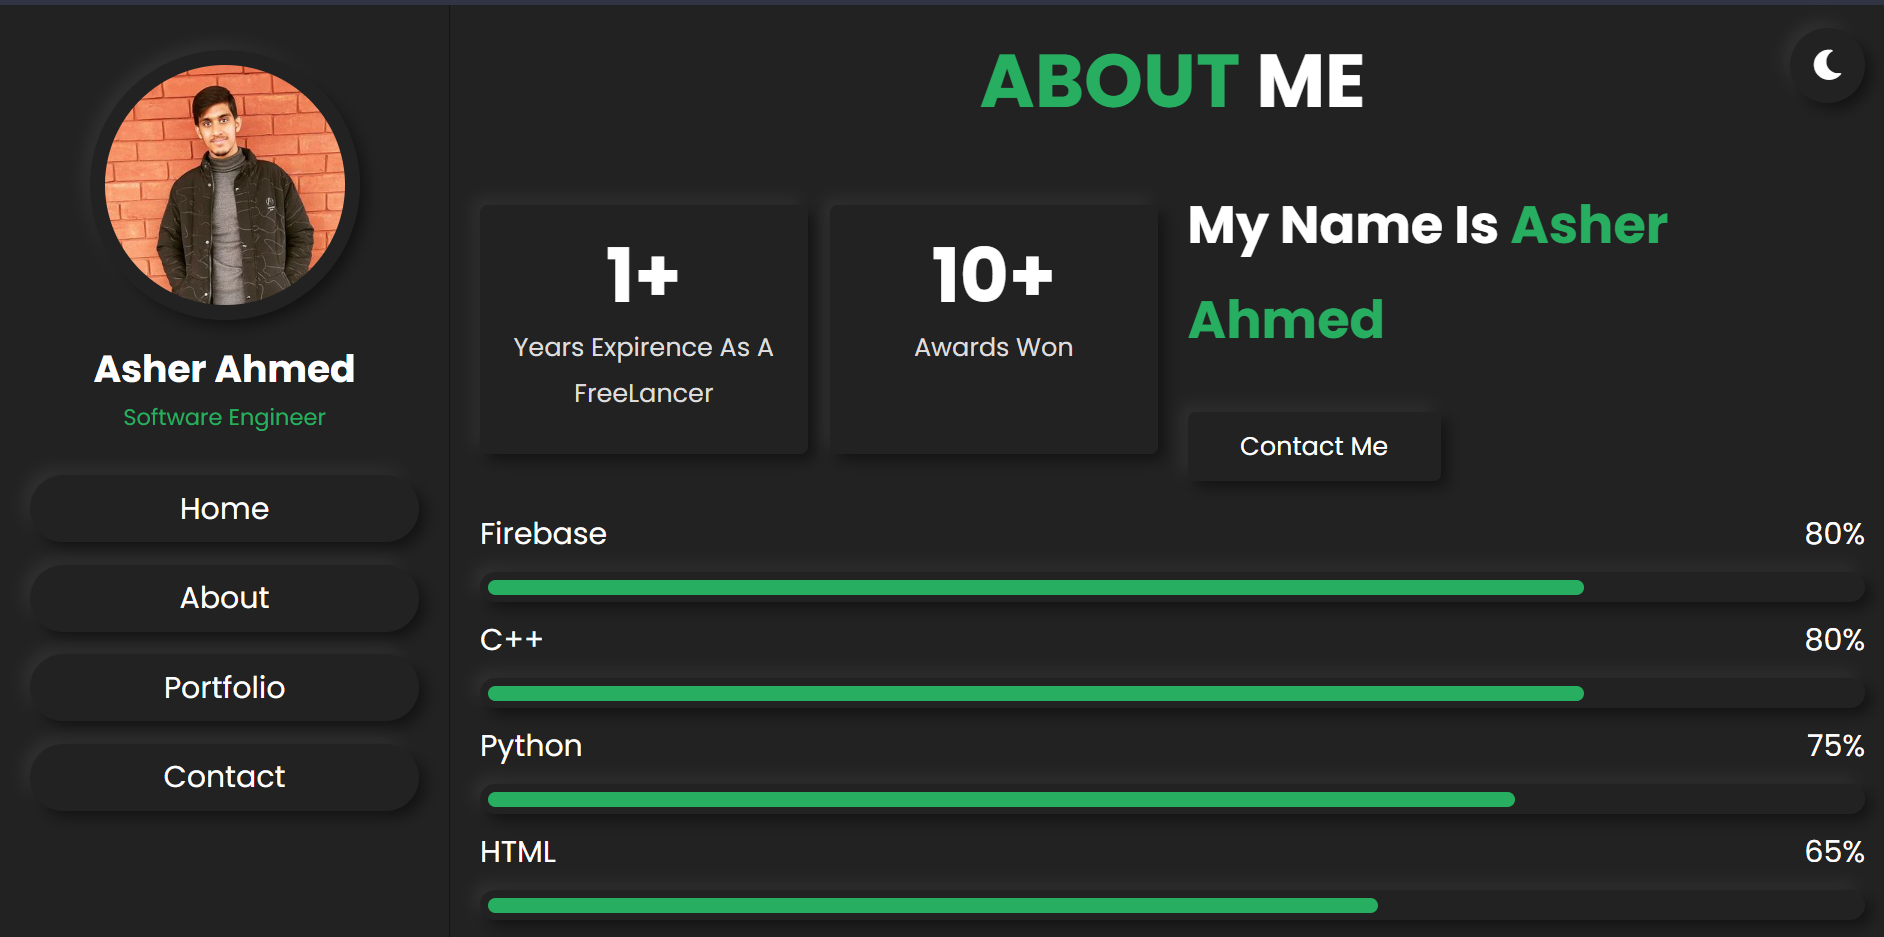 Asher Ahmed
Software Engineer
Home
About
Portfolio
Contact
ABOUT ME
1+
Years Expirence As A
FreeLancer
10+
Awards Won
My Name Is Asher
Ahmed
Contact Me
Firebase 80%
C++ 80%
Python 75%
HTML 65%